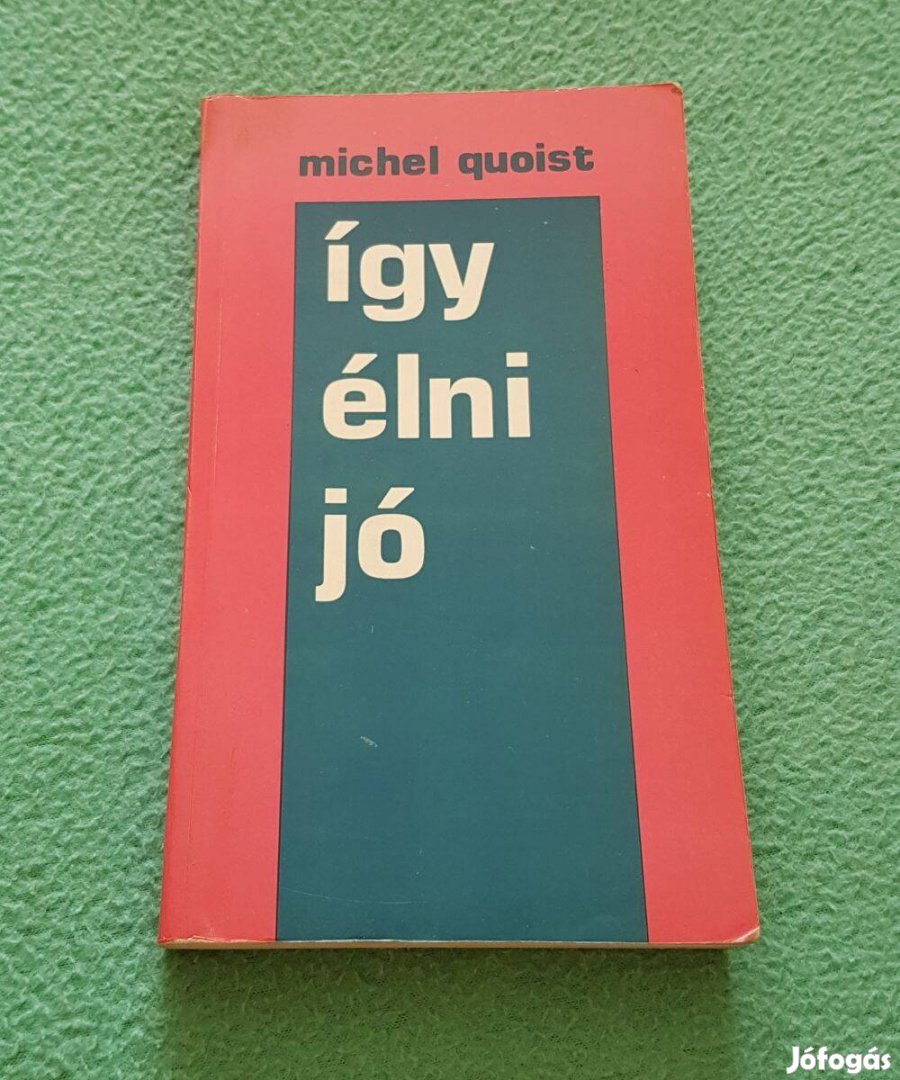 michel quoist
így
élni
jó
Jófogás